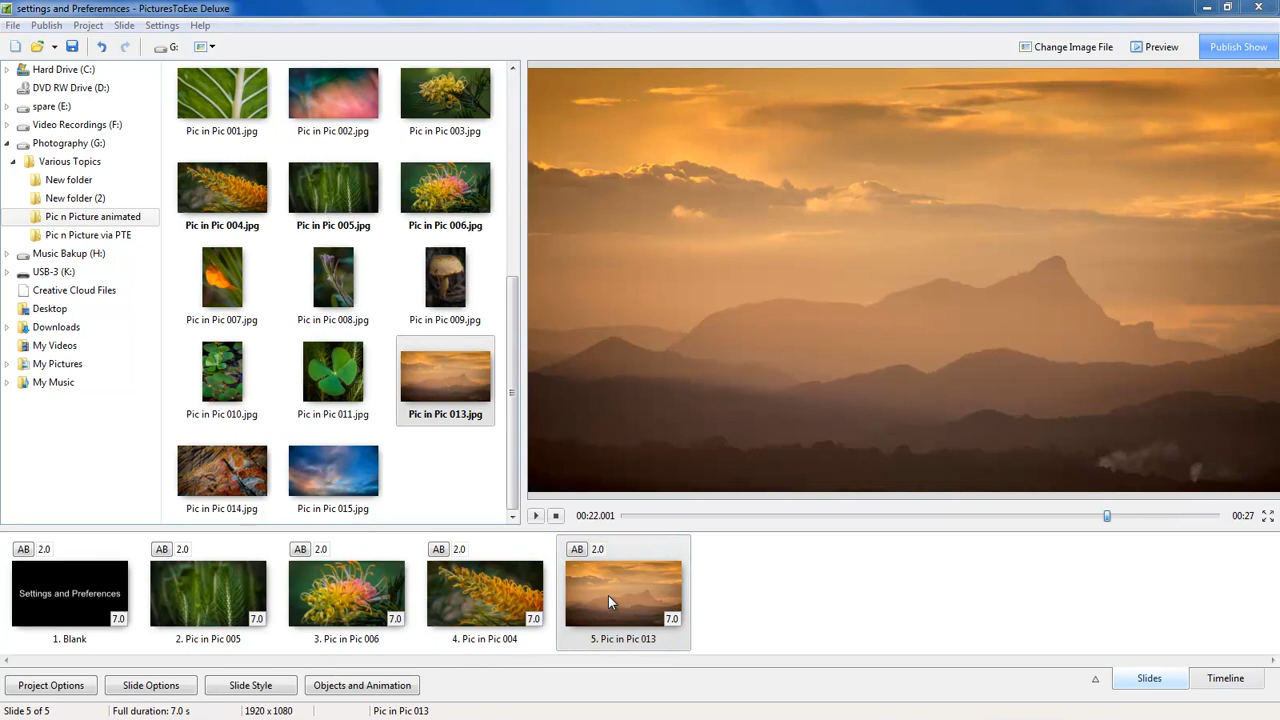 settings and Preferemnces - PicturesToExe Deluxe
File Publish Project Slide Settings Help
G:
Change Image File Preview Publish Show
Hard Drive (C:)
DVD RW Drive (D:)
spare (E:)
Video Recordings (F:)
Photography (G:)
Various Topics
New folder
New folder (2)
Pic n Picture animated
Pic n Picture via PTE
Music Bakup (H:)
USB-3 (K:)
Creative Cloud Files
Desktop
Downloads
My Videos
My Pictures
My Music
Pic in Pic 001.jpg Pic in Pic 002.jpg Pic in Pic 003.jpg
Pic in Pic 004.jpg Pic in Pic 005.jpg Pic in Pic 006.jpg
Pic in Pic 007.jpg Pic in Pic 008.jpg Pic in Pic 009.jpg
Pic in Pic 010.jpg Pic in Pic 011.jpg Pic in Pic 013.jpg
Pic in Pic 014.jpg Pic in Pic 015.jpg
00:22.001 00:27
AB 2.0 AB 2.0 AB 2.0 AB 2.0 AB 2.0
Settings and Preferences
7.0 7.0 7.0 7.0 7.0
1. Blank 2. Pic in Pic 005 3. Pic in Pic 006 4. Pic in Pic 004 5. Pic in Pic 013
Project Options Slide Options Slide Style Objects and Animation Slides Timeline
Slide 5 of 5 Full duration: 7.0 s 1920 x 1080 Pic in Pic 013